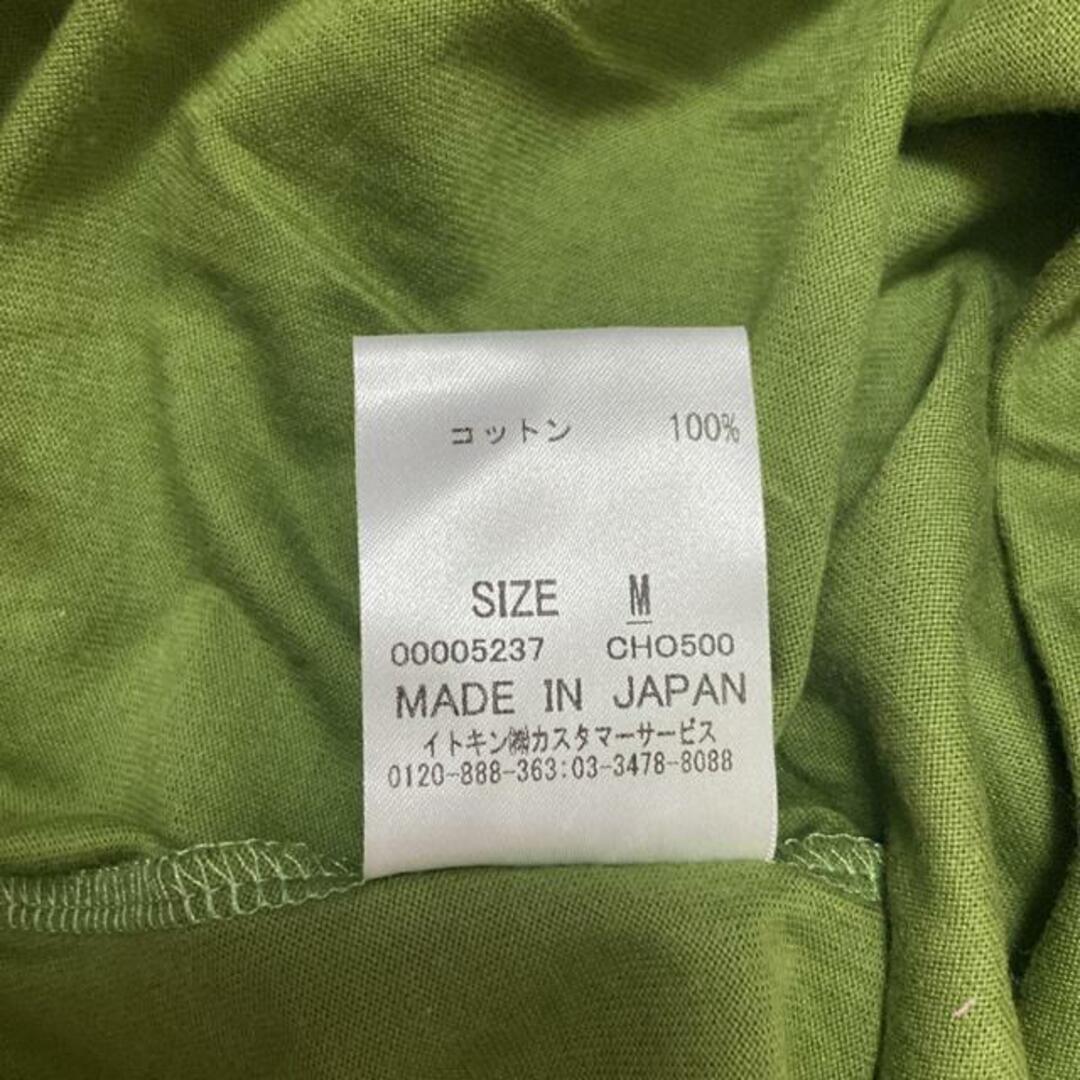 コットン 100%
SIZE M
00005237 CHO500
MADE IN JAPAN
イトキン㈱カスタマーサービス
0120-888-363:03-3478-8088